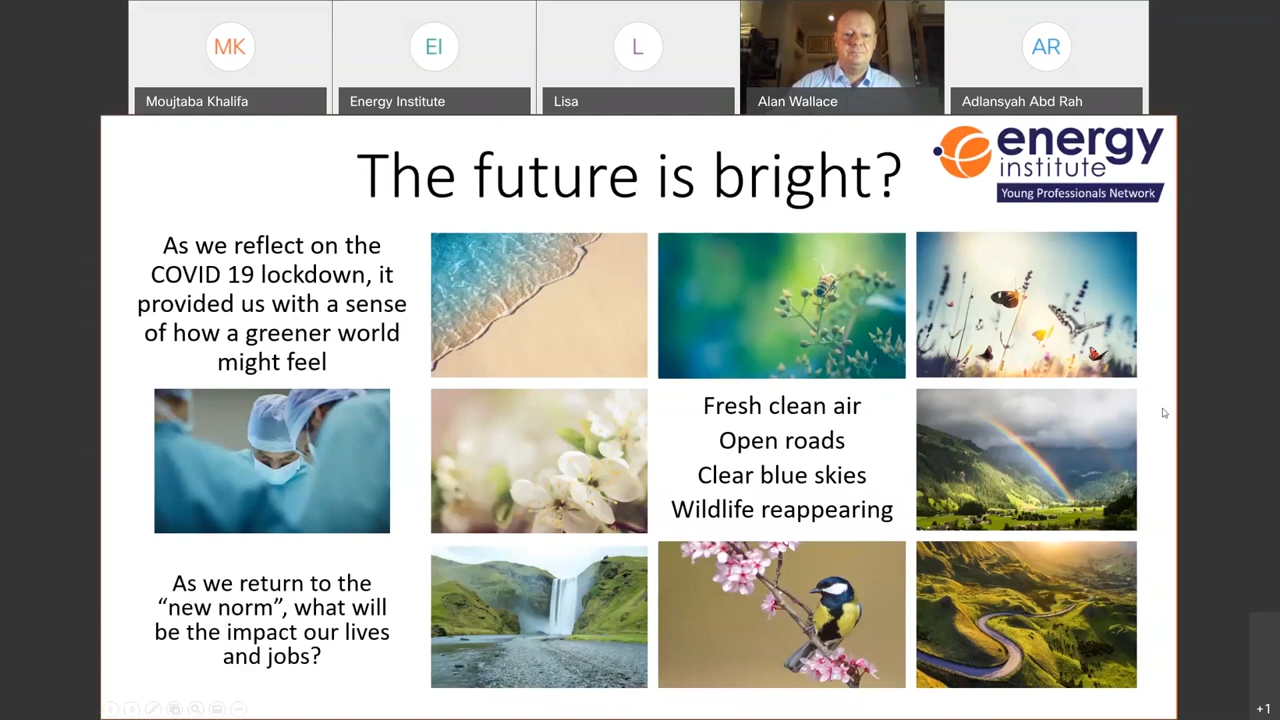 MK
EI
L
AR
Moujtaba Khalifa
Energy Institute
Lisa
Alan Wallace
Adlansyah Abd Rah
The future is bright?
energy
institute
Young Professionals Network
As we reflect on the
COVID 19 lockdown, it
provided us with a sense
of how a greener world
might feel
Fresh clean air
Open roads
Clear blue skies
Wildlife reappearing
As we return to the
“new norm”, what will
be the impact our lives
and jobs?
+1